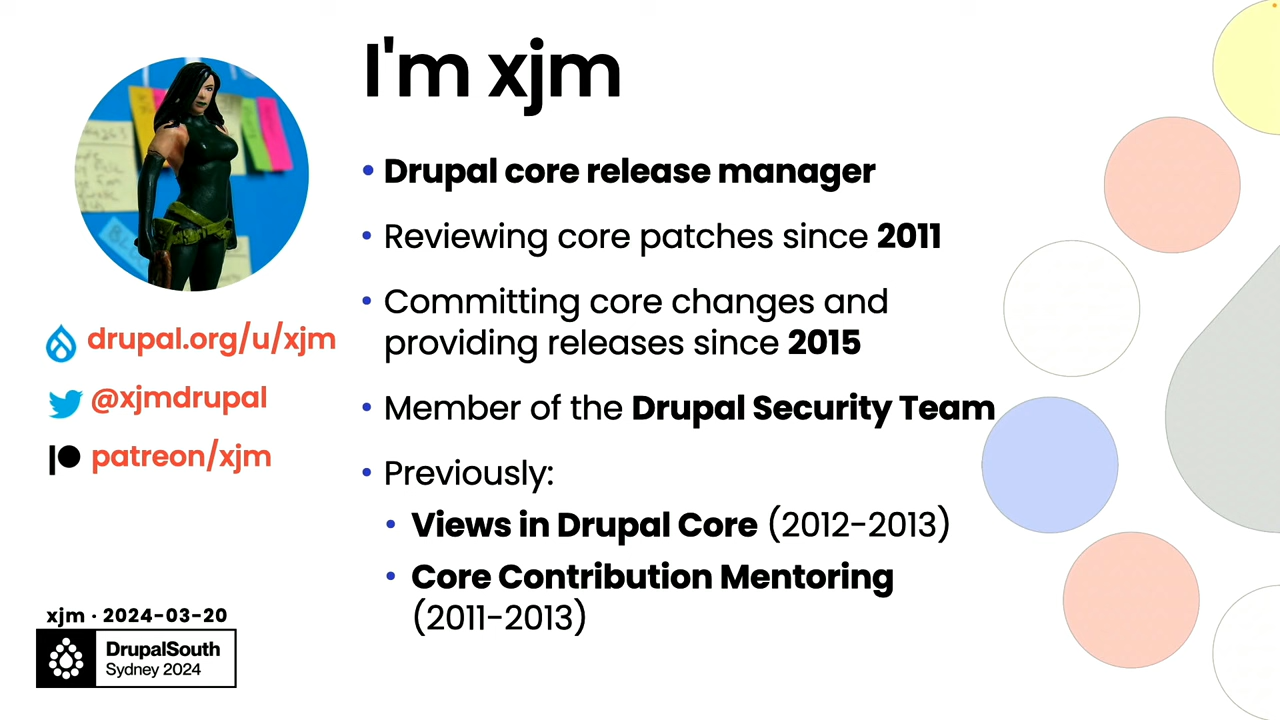 I'm xjm
• Drupal core release manager
• Reviewing core patches since 2011
• Committing core changes and
providing releases since 2015
• Member of the Drupal Security Team
• Previously:
• Views in Drupal Core (2012-2013)
• Core Contribution Mentoring
(2011-2013)
drupal.org/u/xjm
@xjmdrupal
patreon/xjm
xjm · 2024-03-20
DrupalSouth
Sydney 2024